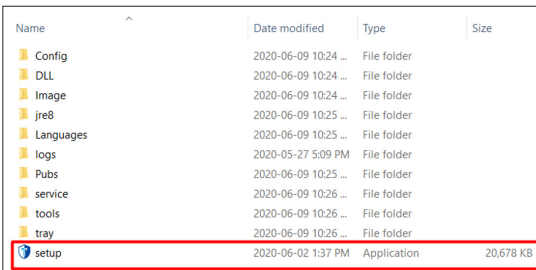 Name Date modified Type Size
Config 2020-06-09 10:24 ... File folder
DLL 2020-06-09 10:24 ... File folder
Image 2020-06-09 10:24 ... File folder
jre8 2020-06-09 10:25 ... File folder
Languages 2020-06-09 10:25 ... File folder
logs 2020-05-27 5:09 PM File folder
Pubs 2020-06-09 10:25 ... File folder
service 2020-06-09 10:26 ... File folder
tools 2020-06-09 10:26 ... File folder
tray 2020-06-09 10:26 ... File folder
setup 2020-06-02 1:37 PM Application 20,678 KB